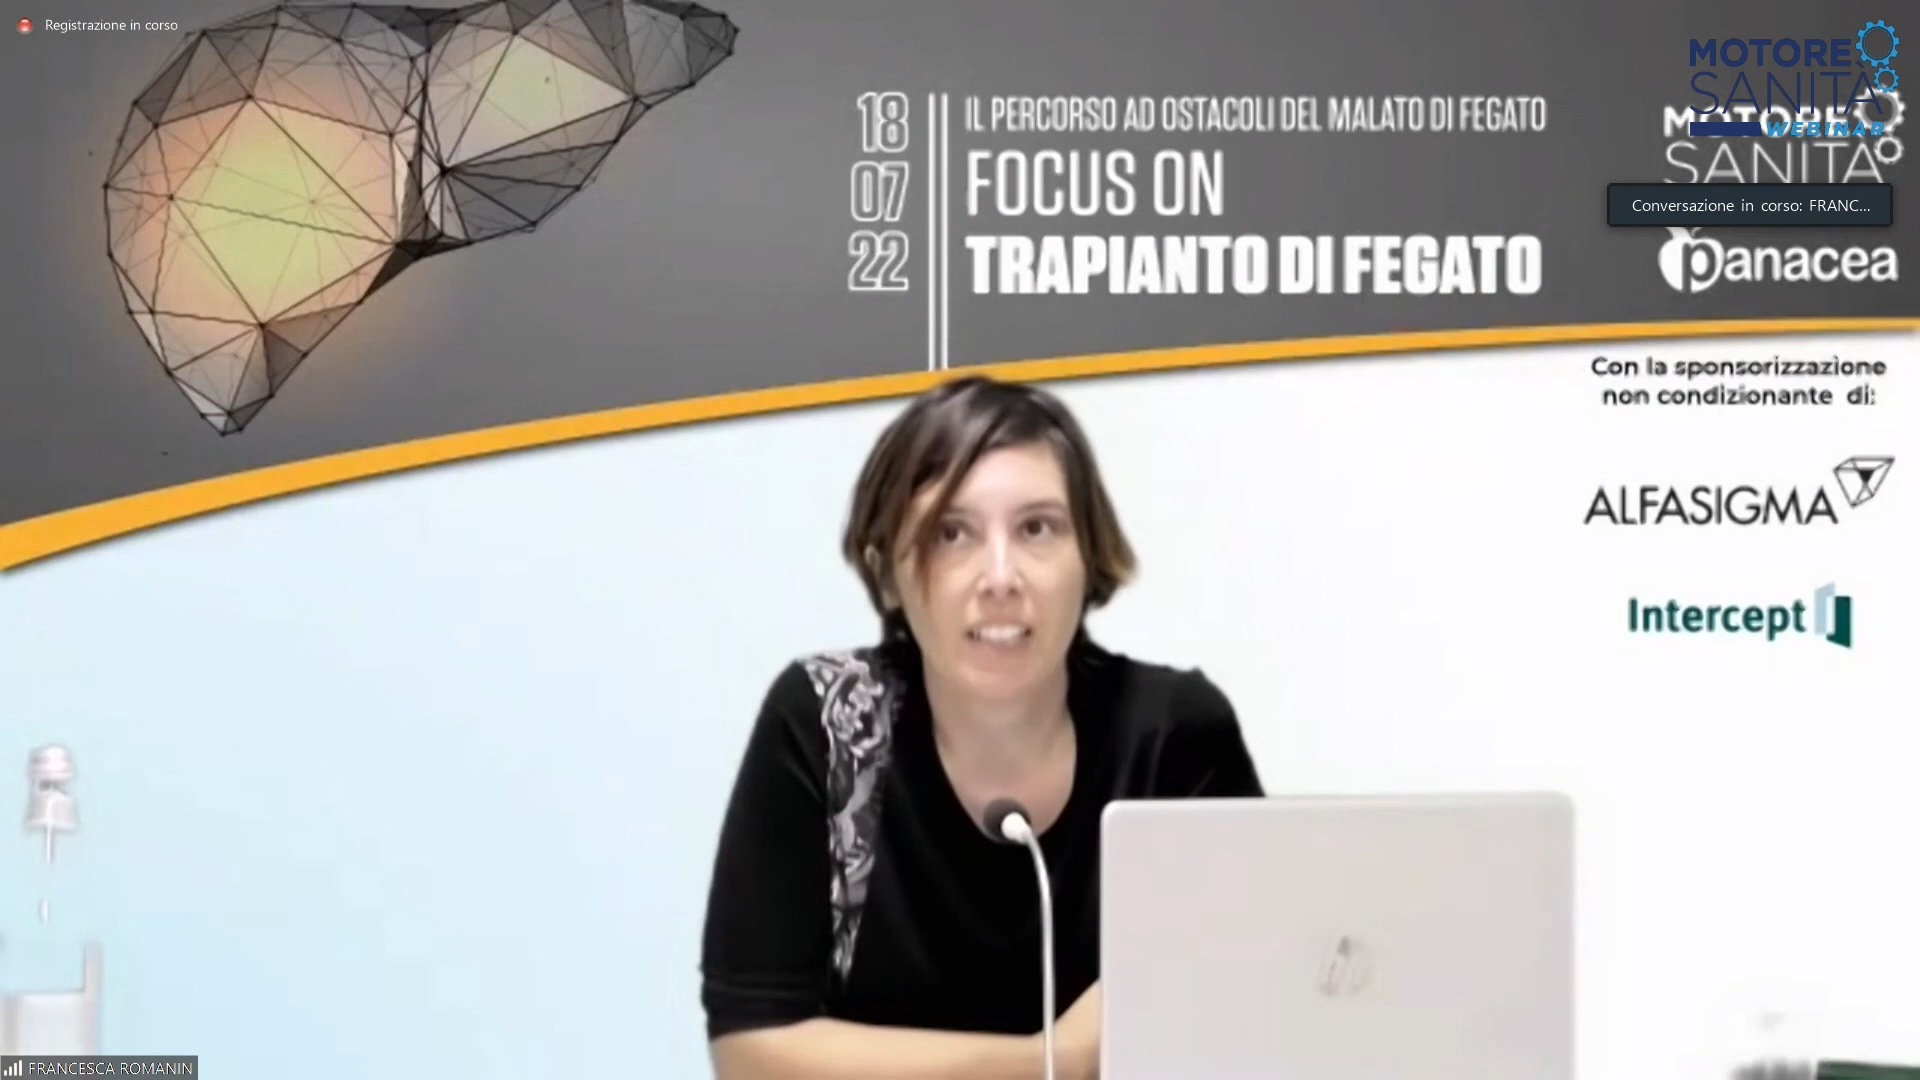 Registrazione in corso
MOTORE
SANITÀ
WEBINAR
18
07
22
IL PERCORSO AD OSTACOLI DEL MALATO DI FEGATO
FOCUS ON
TRAPIANTO DI FEGATO
MOTORE
SANITÀ
Conversazione in corso: FRANC...
panacea
Con la sponsorizzazione
non condizionante di:
ALFASIGMA
Intercept
hp
FRANCESCA ROMANIN